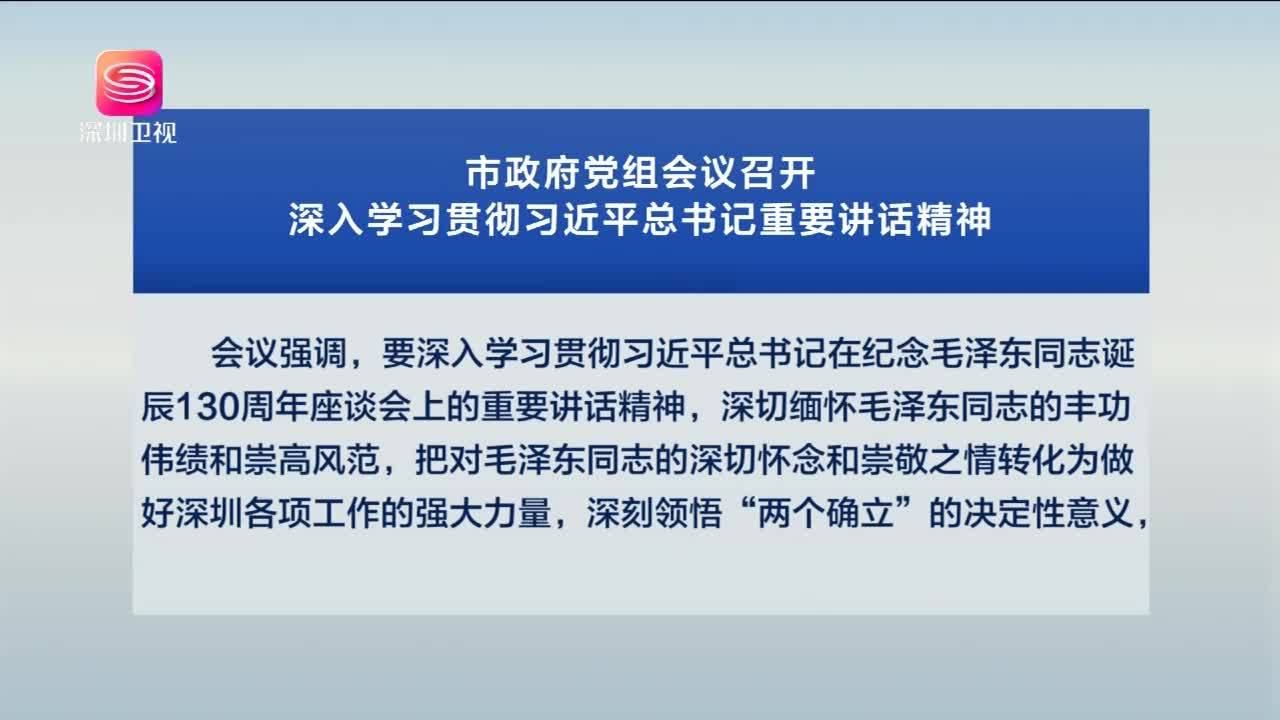 深圳卫视
市政府党组会议召开
深入学习贯彻习近平总书记重要讲话精神
会议强调，要深入学习贯彻习近平总书记在纪念毛泽东同志诞
辰130周年座谈会上的重要讲话精神，深切缅怀毛泽东同志的丰功
伟绩和崇高风范，把对毛泽东同志的深切怀念和崇敬之情转化为做
好深圳各项工作的强大力量，深刻领悟“两个确立”的决定性意义，